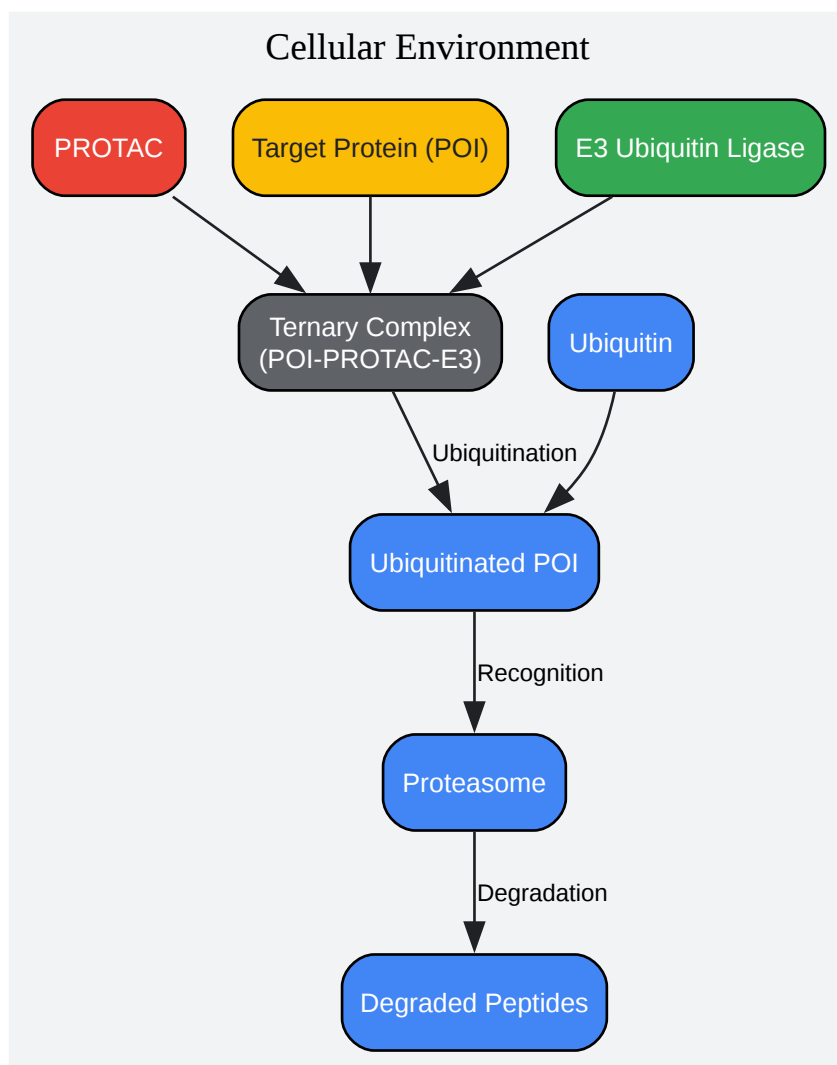 Cellular Environment
PROTAC
Target Protein (POI)
E3 Ubiquitin Ligase
Ternary Complex
(POI-PROTAC-E3)
Ubiquitin
Ubiquitination
Ubiquitinated POI
Recognition
Proteasome
Degradation
Degraded Peptides